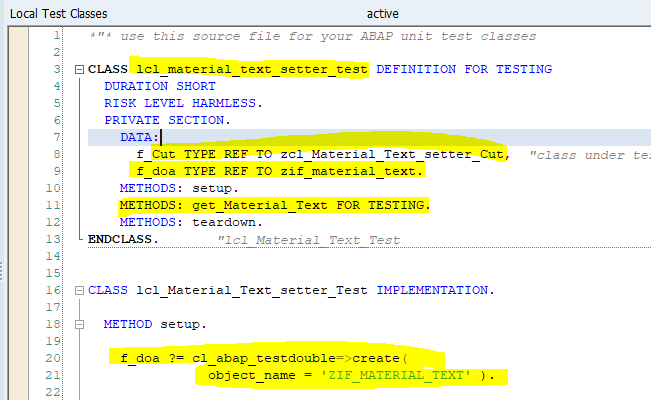 Local Test Classes active
1 *"* use this source file for your ABAP unit test classes
2
3 CLASS lcl_material_text_setter_test DEFINITION FOR TESTING
4 DURATION SHORT
5 RISK LEVEL HARMLESS.
6 PRIVATE SECTION.
7 DATA:
8 f_Cut TYPE REF TO zcl_Material_Text_setter_Cut, "class under te
9 f_doa TYPE REF TO zif_material_text.
10 METHODS: setup.
11 METHODS: get_Material_Text FOR TESTING.
12 METHODS: teardown.
13 ENDCLASS. "lcl_Material_Text_Test
14
15
16 CLASS lcl_Material_Text_setter_Test IMPLEMENTATION.
17
18 METHOD setup.
19
20 f_doa ?= cl_abap_testdouble=>create(
21 object_name = 'ZIF_MATERIAL_TEXT' ).
22